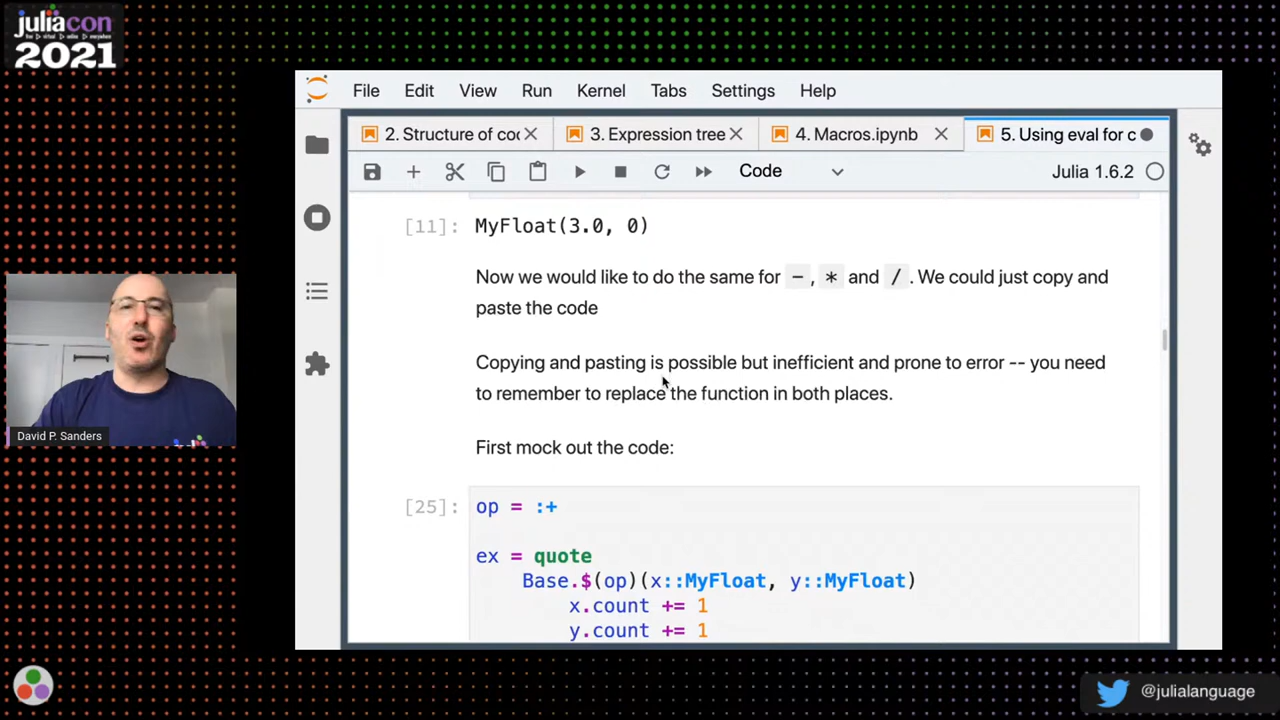 juliacon
2021
File Edit View Run Kernel Tabs Settings Help
2. Structure of coc
3. Expression tree
4. Macros.ipynb
5. Using eval for c
Code
Julia 1.6.2
[11]: MyFloat(3.0, 0)
Now we would like to do the same for - , * and / . We could just copy and
paste the code
Copying and pasting is possible but inefficient and prone to error -- you need
to remember to replace the function in both places.
First mock out the code:
[25]: op = :+
ex = quote
Base.$(op)(x::MyFloat, y::MyFloat)
x.count += 1
y.count += 1
David P. Sanders
@julialanguage